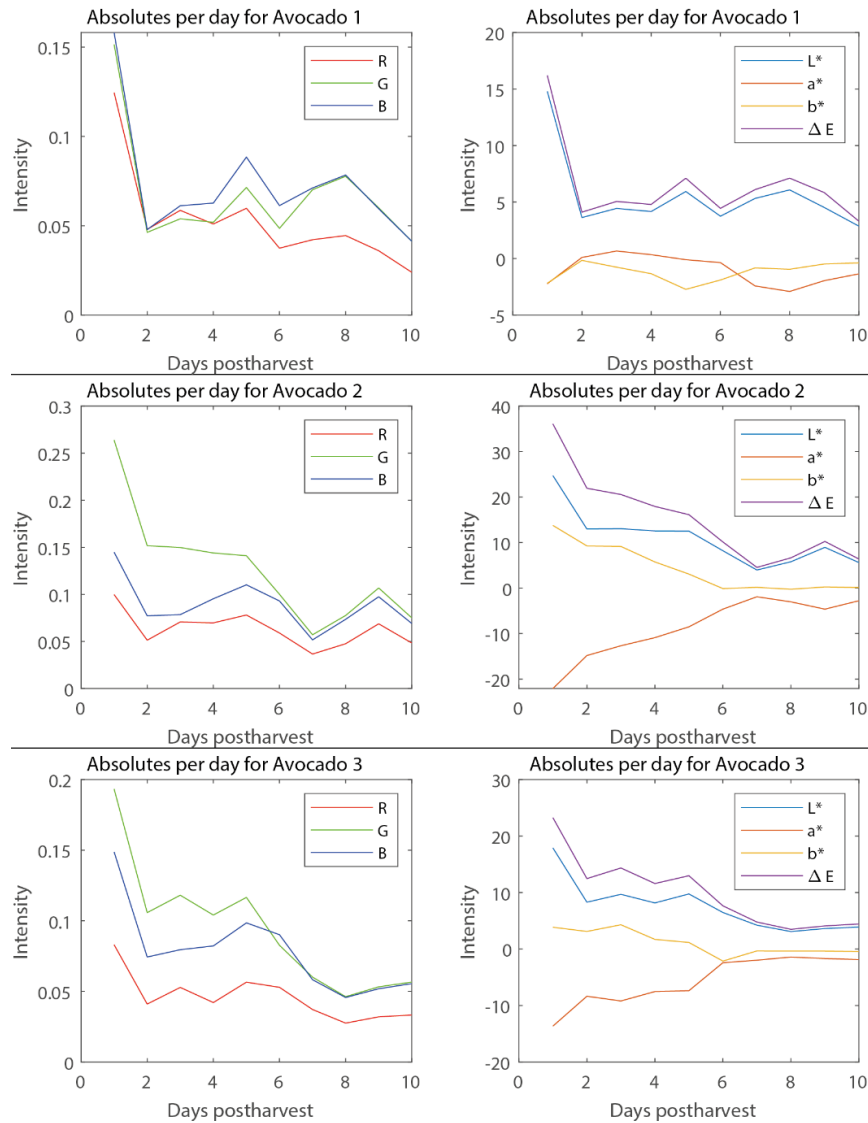 Absolutes per day for Avocado 1
0.15
0.1
0.05
0
Intensity
R
G
B
0 2 4 6 8 10
Days postharvest
Absolutes per day for Avocado 1
20
15
10
5
0
-5
Intensity
L*
a*
b*
Δ E
0 2 4 6 8 10
Days postharvest
Absolutes per day for Avocado 2
0.3
0.25
0.2
0.15
0.1
0.05
0
Intensity
R
G
B
0 2 4 6 8 10
Days postharvest
Absolutes per day for Avocado 2
40
30
20
10
0
-10
-20
Intensity
L*
a*
b*
Δ E
0 2 4 6 8 10
Days postharvest
Absolutes per day for Avocado 3
0.2
0.15
0.1
0.05
0
Intensity
R
G
B
0 2 4 6 8 10
Days postharvest
Absolutes per day for Avocado 3
30
20
10
0
-10
-20
Intensity
L*
a*
b*
Δ E
0 2 4 6 8 10
Days postharvest